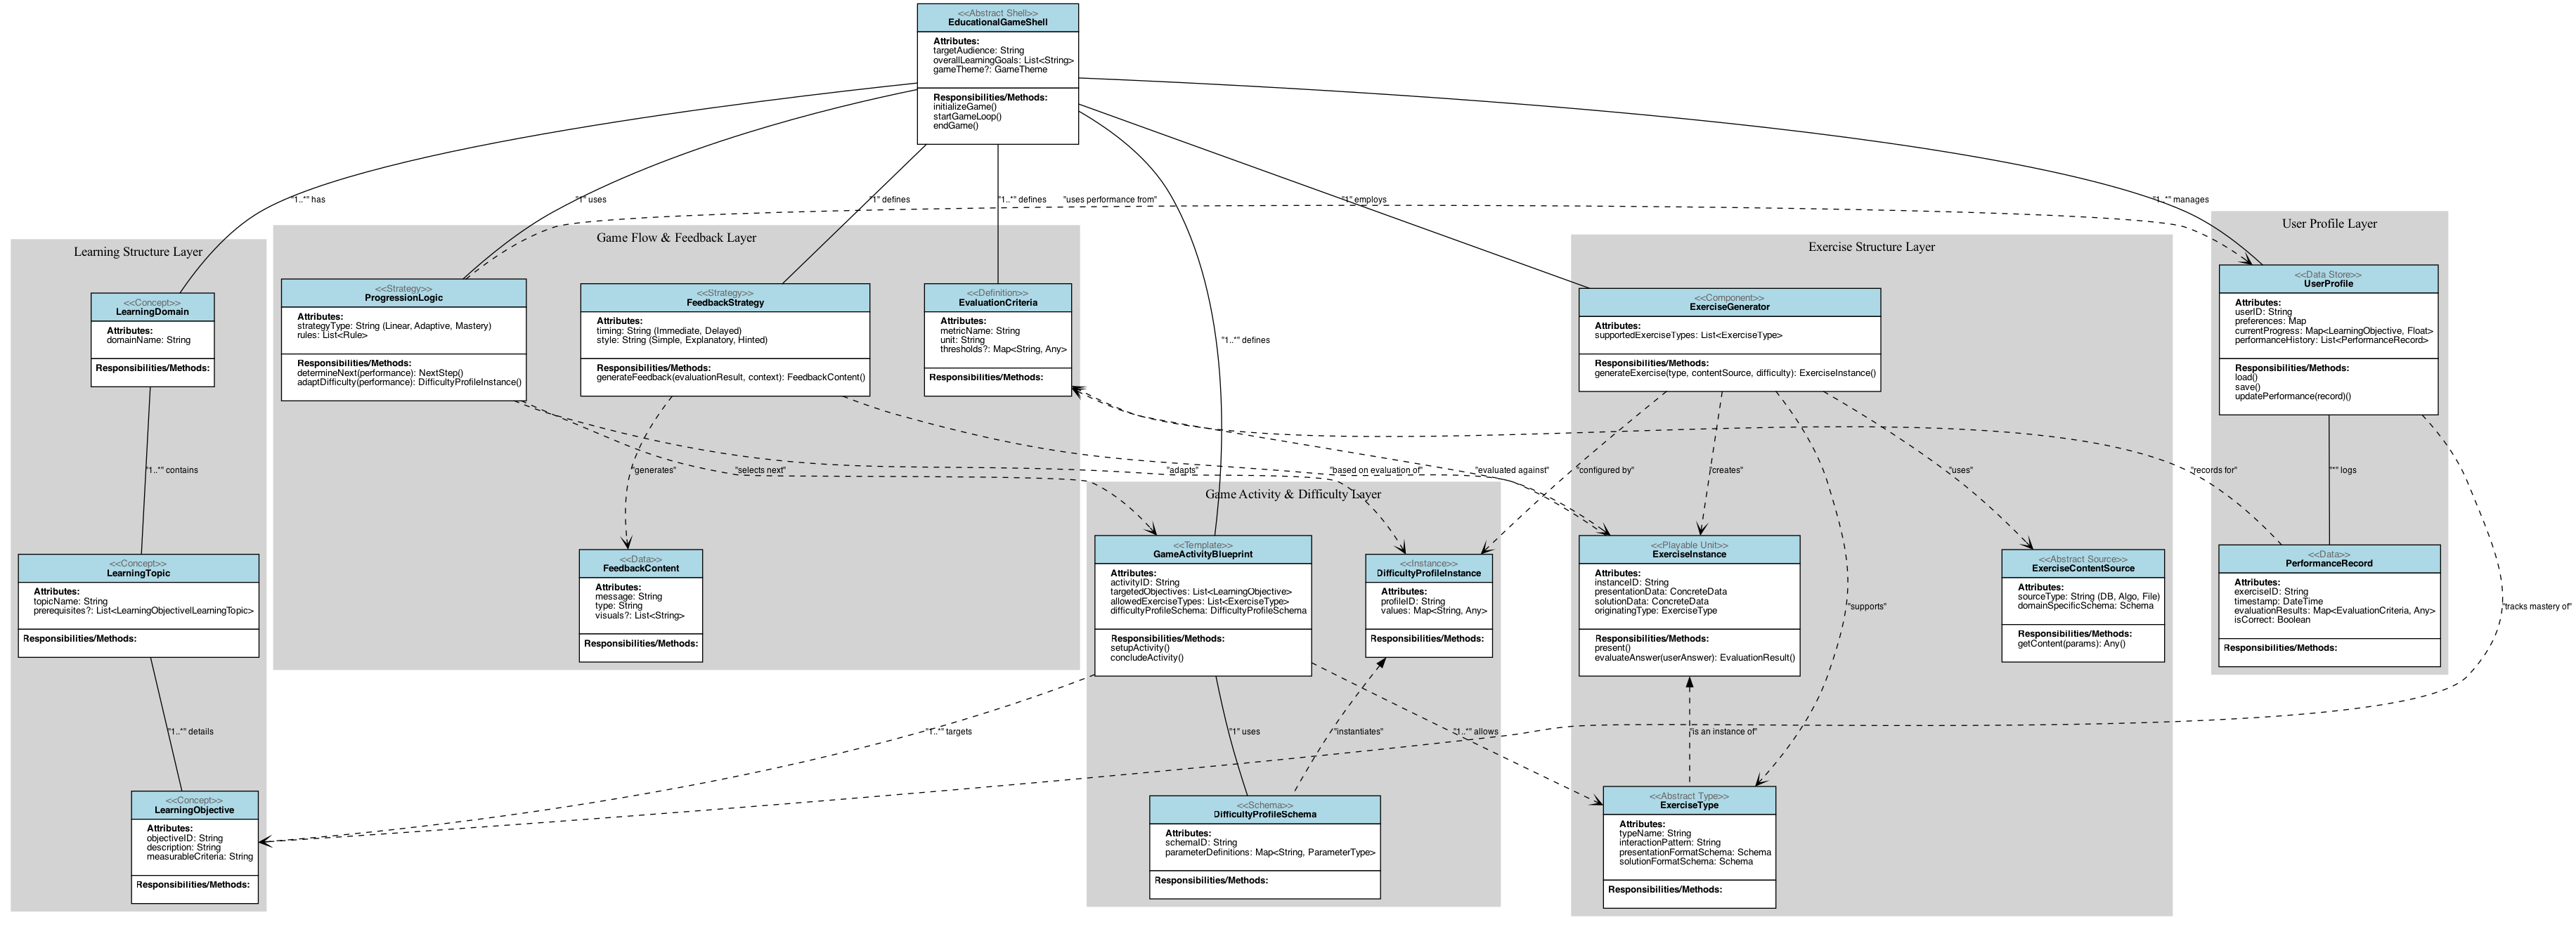 <<Abstract Shell>>
EducationalGameShell
Attributes:
targetAudience: String
overallLearningGoals: List<String>
gameTheme?: GameTheme
Responsibilities/Methods:
initializeGame()
startGameLoop()
endGame()
"1..*" has
"1" uses
"1" defines
"1..*" defines
"uses performance from"
"1" employs
"1..*" manages
Learning Structure Layer
<<Concept>>
LearningDomain
Attributes:
domainName: String
Responsibilities/Methods:
"1..*" contains
<<Concept>>
LearningTopic
Attributes:
topicName: String
prerequisites?: List<LearningObjective|LearningTopic>
Responsibilities/Methods:
"1..*" details
<<Concept>>
LearningObjective
Attributes:
objectiveID: String
description: String
measurableCriteria: String
Responsibilities/Methods:
Game Flow & Feedback Layer
<<Strategy>>
ProgressionLogic
Attributes:
strategyType: String (Linear, Adaptive, Mastery)
rules: List<Rule>
Responsibilities/Methods:
determineNext(performance): NextStep()
adaptDifficulty(performance): DifficultyProfileInstance()
<<Strategy>>
FeedbackStrategy
Attributes:
timing: String (Immediate, Delayed)
style: String (Simple, Explanatory, Hinted)
Responsibilities/Methods:
generateFeedback(evaluationResult, context): FeedbackContent()
<<Definition>>
EvaluationCriteria
Attributes:
metricName: String
unit: String
thresholds?: Map<String, Any>
Responsibilities/Methods:
"1..*" defines
"generates"
"selects next"
"adapts"
"based on evaluation of"
"evaluated against"
"configured by"
"creates"
"uses"
"records for"
"*" logs
<<Data>>
FeedbackContent
Attributes:
message: String
type: String
visuals?: List<String>
Responsibilities/Methods:
Game Activity & Difficulty Layer
<<Template>>
GameActivityBlueprint
Attributes:
activityID: String
targetedObjectives: List<LearningObjective>
allowedExerciseTypes: List<ExerciseType>
difficultyProfileSchema: DifficultyProfileSchema
Responsibilities/Methods:
setupActivity()
concludeActivity()
<<Instance>>
DifficultyProfileInstance
Attributes:
profileID: String
values: Map<String, Any>
Responsibilities/Methods:
"1..*" targets
"1" uses
"instantiates"
"1..*" allows
"is an instance of"
<<Schema>>
DifficultyProfileSchema
Attributes:
schemaID: String
parameterDefinitions: Map<String, ParameterType>
Responsibilities/Methods:
Exercise Structure Layer
<<Component>>
ExerciseGenerator
Attributes:
supportedExerciseTypes: List<ExerciseType>
Responsibilities/Methods:
generateExercise(type, contentSource, difficulty): ExerciseInstance()
<<Playable Unit>>
ExerciseInstance
Attributes:
instanceID: String
presentationData: ConcreteData
solutionData: ConcreteData
originatingType: ExerciseType
Responsibilities/Methods:
present()
evaluateAnswer(userAnswer): EvaluationResult()
"supports"
<<Abstract Source>>
ExerciseContentSource
Attributes:
sourceType: String (DB, Algo, File)
domainSpecificSchema: Schema
Responsibilities/Methods:
getContent(params): Any()
<<Abstract Type>>
ExerciseType
Attributes:
typeName: String
interactionPattern: String
presentationFormatSchema: Schema
solutionFormatSchema: Schema
Responsibilities/Methods:
User Profile Layer
<<Data Store>>
UserProfile
Attributes:
userID: String
preferences: Map
currentProgress: Map<LearningObjective, Float>
performanceHistory: List<PerformanceRecord>
Responsibilities/Methods:
load()
save()
updatePerformance(record)()
<<Data>>
PerformanceRecord
Attributes:
exerciseID: String
timestamp: DateTime
evaluationResults: Map<EvaluationCriteria, Any>
isCorrect: Boolean
Responsibilities/Methods:
"tracks mastery of"